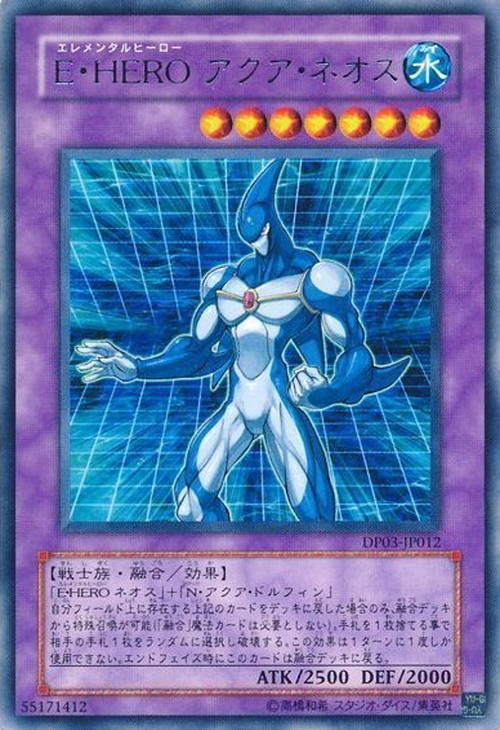 エレメンタルヒーロー
E・HERO アクア・ネオス
みず
水
DP03-JP012
【戦士族・融合/効果】
「E・HERO ネオス」+「N・アクア・ドルフィン」
自分フィールド上に存在する上記のカードをデッキに戻した場合のみ、融合デッキ
から特殊召喚が可能(「融合」魔法カードは必要としない)。手札を1枚捨てる事で
相手の手札1枚をランダムに選択し破壊する。この効果は1ターンに1度しか
使用できない。エンドフェイズ時にこのカードは融合デッキに戻る。
ATK/2500 DEF/2000
55171412
©高橋和希 スタジオ・ダイス/集英社